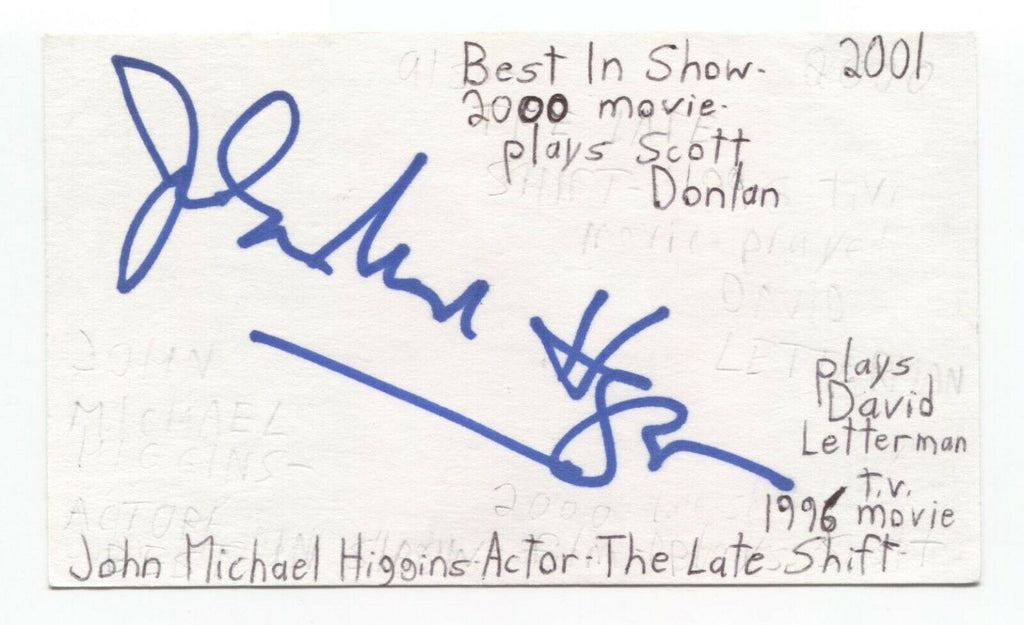 Best In Show-
2001
2000 movie-
plays Scott
Donlan
plays
David
Letterman
t.v.
1996 movie
John Michael Higgins-Actor-The Late Shift-